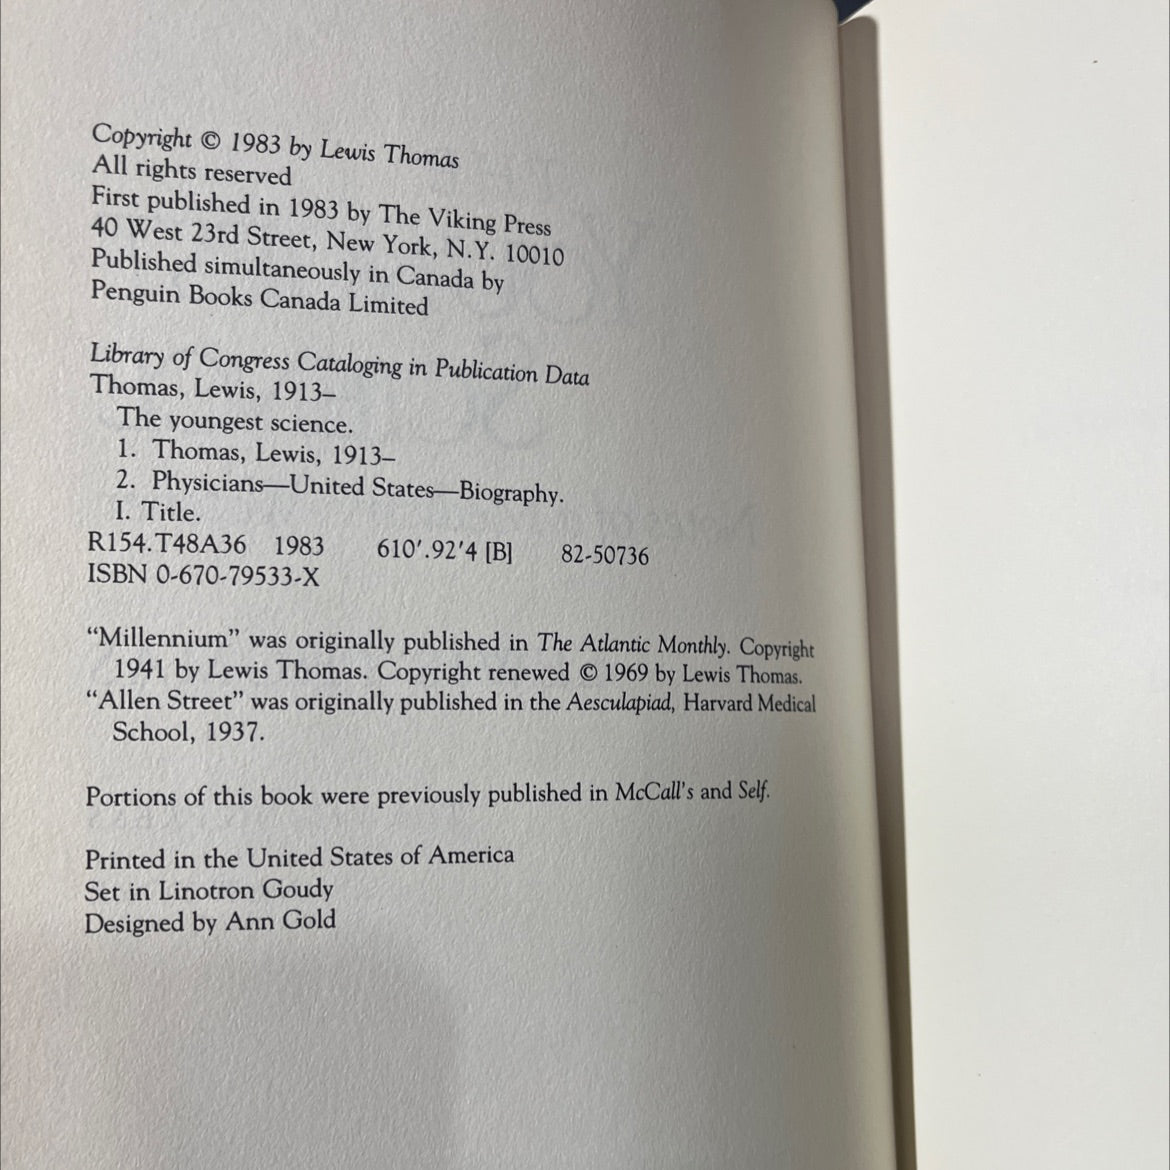 Copyright © 1983 by Lewis Thomas
All rights reserved
First published in 1983 by The Viking Press
40 West 23rd Street, New York, N.Y. 10010
Published simultaneously in Canada by
Penguin Books Canada Limited
Library of Congress Cataloging in Publication Data
Thomas, Lewis, 1913–
The youngest science.
1. Thomas, Lewis, 1913–
2. Physicians—United States—Biography.
I. Title.
R154.T48A36 1983 610′.92′4 [B] 82-50736
ISBN 0-670-79533-X
“Millennium” was originally published in The Atlantic Monthly. Copyright
1941 by Lewis Thomas. Copyright renewed © 1969 by Lewis Thomas.
“Allen Street” was originally published in the Aesculapiad, Harvard Medical
School, 1937.
Portions of this book were previously published in McCall's and Self.
Printed in the United States of America
Set in Linotron Goudy
Designed by Ann Gold